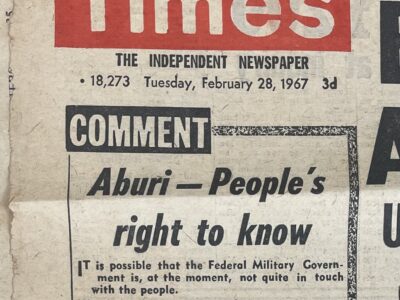 Times
THE INDEPENDENT NEWSPAPER
• 18,273 Tuesday, February 28, 1967 3d
COMMENT
Aburi — People's
right to know
IT is possible that the Federal Military Govern-
ment is, at the moment, not quite in touch
with the people.